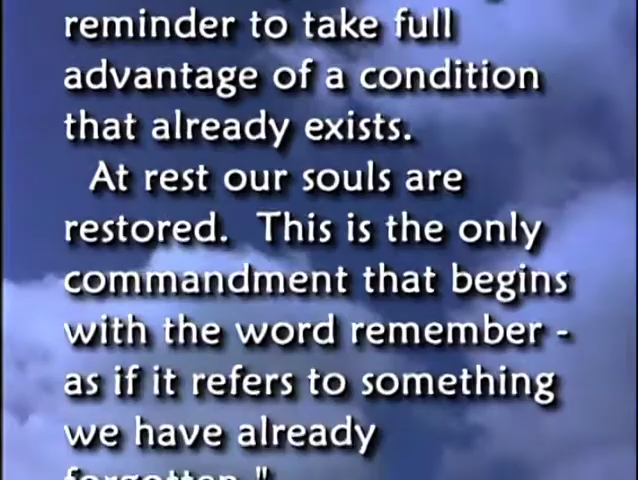 reminder to take full
advantage of a condition
that already exists.
At rest our souls are
restored. This is the only
commandment that begins
with the word remember -
as if it refers to something
we have already
forgotten."